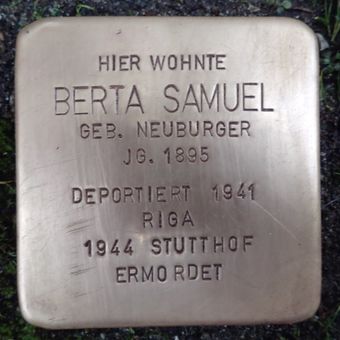 HIER WOHNTE
BERTA SAMUEL
GEB. NEUBURGER
JG. 1895
DEPORTIERT 1941
RIGA
1944 STUTTHOF
ERMORDET